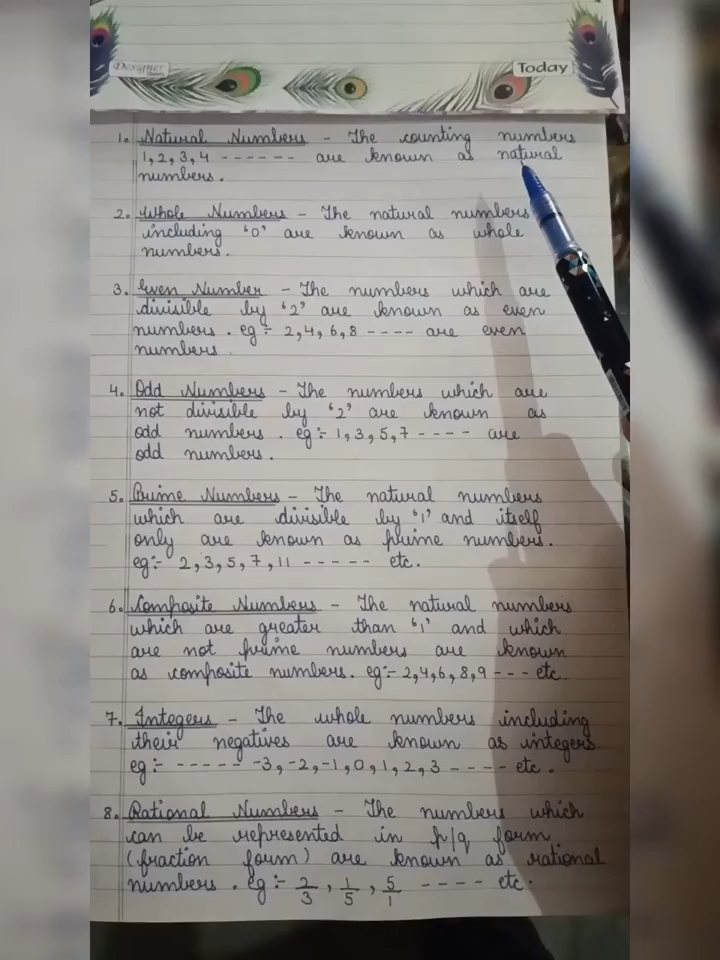 Designer
Today
1. Natural Numbers - The counting numbers
1, 2, 3, 4 ------ are known as natural
numbers.
2. Whole Numbers - The natural numbers
including '0' are known as whole
numbers.
3. Even Number - The numbers which are
divisible by '2' are known as even
numbers. eg :- 2, 4, 6, 8 ---- are even
numbers.
4. Odd Numbers - The numbers which are
not divisible by '2' are known as
odd numbers. eg :- 1, 3, 5, 7 ---- are
odd numbers.
5. Prime Numbers - The natural numbers
which are divisible by '1' and itself
only are known as prime numbers.
eg :- 2, 3, 5, 7, 11 ----- etc.
6. Composite Numbers - The natural numbers
which are greater than '1' and which
are not prime numbers are known
as composite numbers. eg :- 2, 4, 6, 8, 9 --- etc.
7. Integers - The whole numbers including
their negatives are known as integers
eg :- ----- -3, -2, -1, 0, 1, 2, 3 ---- etc.
8. Rational Numbers - The numbers which
can be represented in p/q form
(fraction form) are known as rational
numbers. eg :- 2/3, 1/5, 5/1 ---- etc.